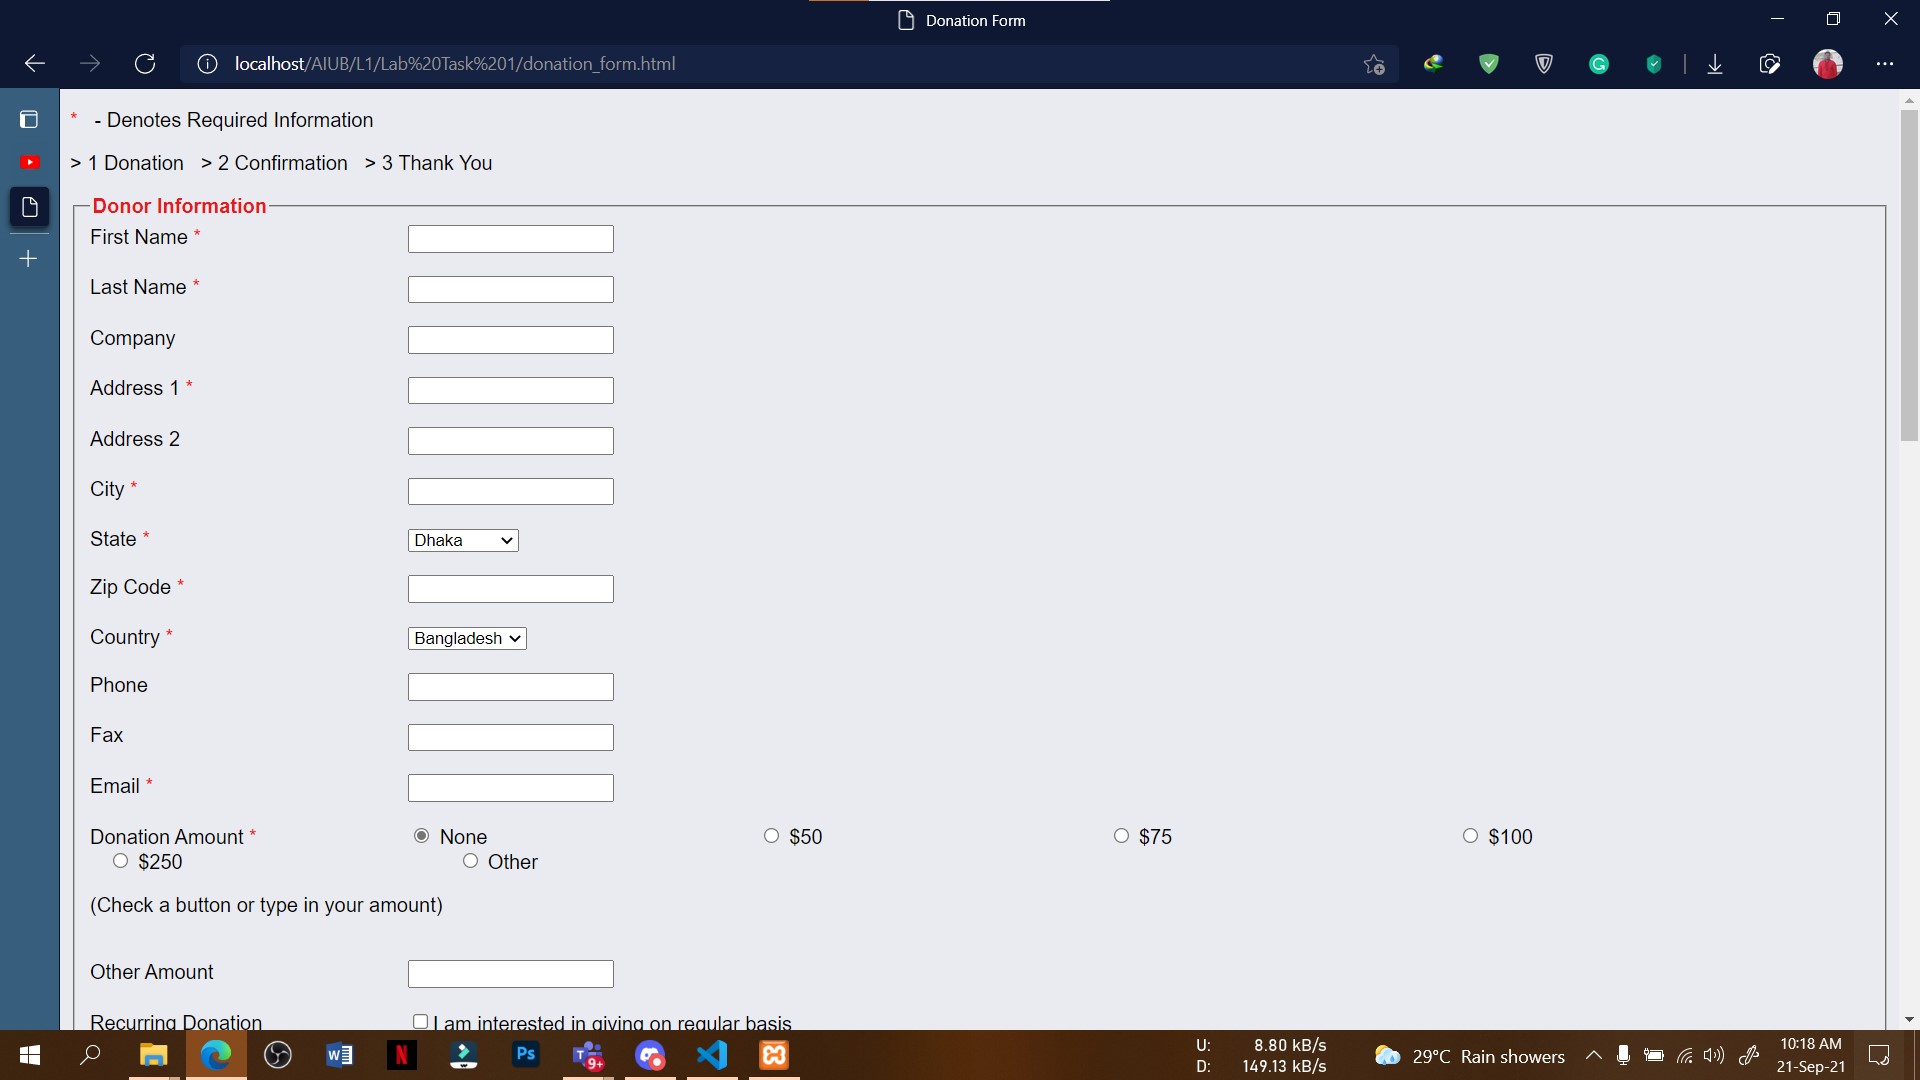 Donation Form
localhost/AIUB/L1/Lab%20Task%201/donation_form.html
* - Denotes Required Information
> 1 Donation > 2 Confirmation > 3 Thank You
Donor Information
First Name *
Last Name *
Company
Address 1 *
Address 2
City *
State * Dhaka
Zip Code *
Country * Bangladesh
Phone
Fax
Email *
Donation Amount * None $50 $75 $100
$250 Other
(Check a button or type in your amount)
Other Amount
Recurring Donation I am interested in giving on regular basis
U: 8.80 kB/s
D: 149.13 kB/s
29°C Rain showers
10:18 AM
21-Sep-21
W
N
Ps
T
9+
G